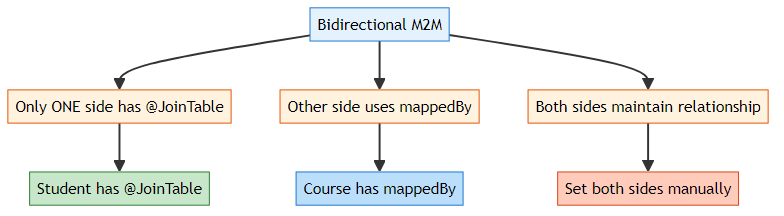 Bidirectional M2M
Only ONE side has @JoinTable
Other side uses mappedBy
Both sides maintain relationship
Student has @JoinTable
Course has mappedBy
Set both sides manually